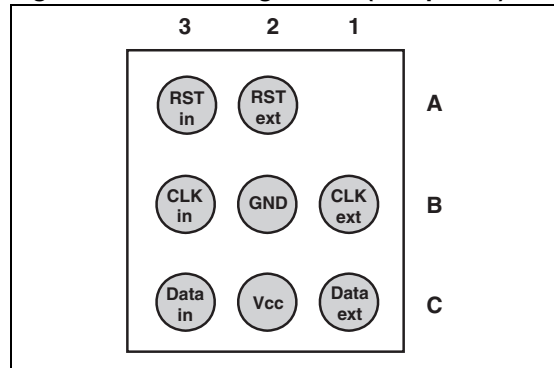 3 2 1
RST
in
RST
ext
A
CLK
in
GND
CLK
ext
B
Data
in
Vcc
Data
ext
C